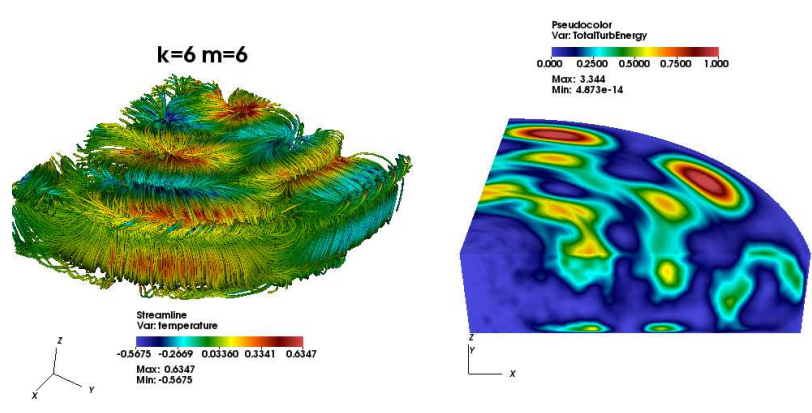 k=6 m=6
Streamline
Var: temperature
-0.5675 -0.2669 0.03360 0.3341 0.6347
Max: 0.6347
Min: -0.5675
Z
X
Y
Pseudocolor
Var: TotalTurbEnergy
0.000 0.2500 0.5000 0.7500 1.000
Max: 3.344
Min: 4.873e-14
Z
Y
X